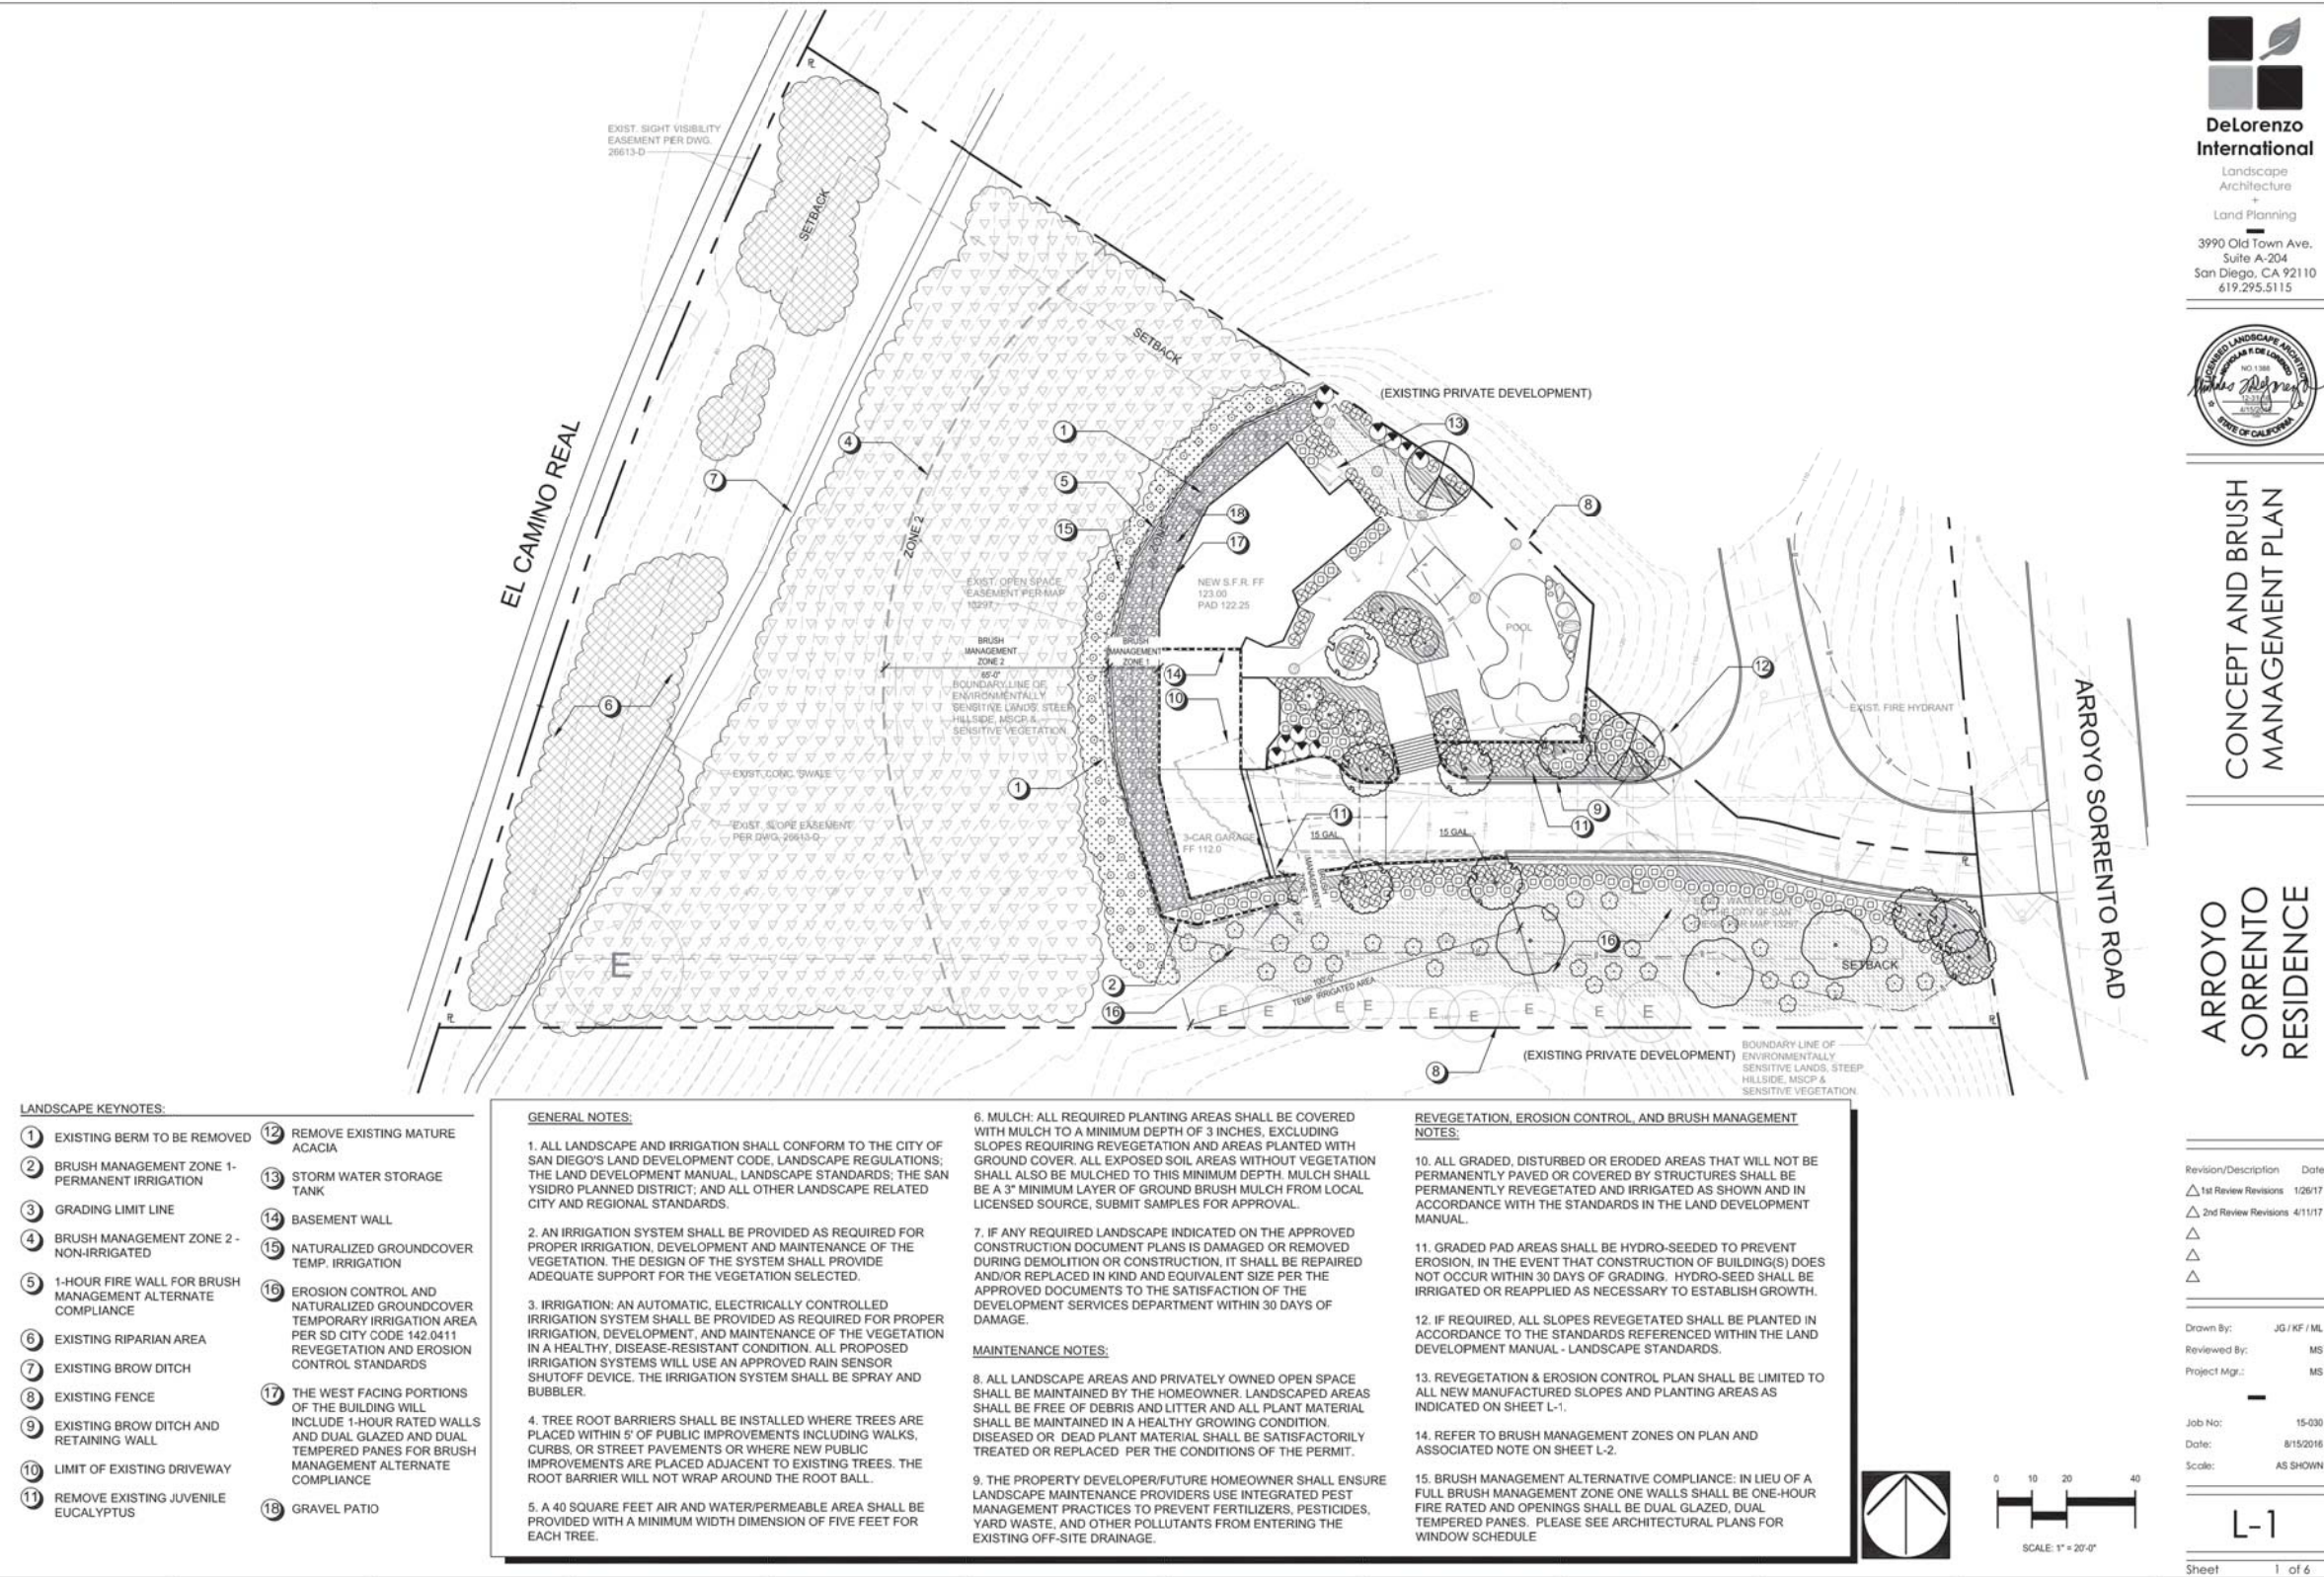 EXIST. SIGHT VISIBILITY
EASEMENT PER DWG.
26613-D
SETBACK
SETBACK
(EXISTING PRIVATE DEVELOPMENT)
13
1
4
5
7
8
18
15
17
EL CAMINO REAL
ZONE 2
EXIST. OPEN SPACE
EASEMENT PER MAP
13297
NEW S.F.R. FF
123.00
PAD 122.25
POOL
BRUSH
MANAGEMENT
ZONE 2
65'-0"
BRUSH
MANAGEMENT
ZONE 1
BOUNDARY LINE OF
ENVIRONMENTALLY
SENSITIVE LANDS, STEEP
HILLSIDE, MSCP &
SENSITIVE VEGETATION
14
10
12
6
EXIST. FIRE HYDRANT
EXIST. CONC. SWALE
1
9
11
11
15 GAL.
15 GAL.
EXIST. SLOPE EASEMENT
PER DWG. 26613-D
3-CAR GARAGE
FF 112.0
BRUSH
MANAGEMENT
ZONE 1
ARROYO SORRENTO ROAD
16
SETBACK
E
2
100'-0"
TEMP. IRRIGATED AREA
16
E E E E E E E E E
8
(EXISTING PRIVATE DEVELOPMENT)
BOUNDARY LINE OF
ENVIRONMENTALLY
SENSITIVE LANDS, STEEP
HILLSIDE, MSCP &
SENSITIVE VEGETATION.
LANDSCAPE KEYNOTES:
1 EXISTING BERM TO BE REMOVED
2 BRUSH MANAGEMENT ZONE 1-
PERMANENT IRRIGATION
3 GRADING LIMIT LINE
4 BRUSH MANAGEMENT ZONE 2 -
NON-IRRIGATED
5 1-HOUR FIRE WALL FOR BRUSH
MANAGEMENT ALTERNATE
COMPLIANCE
6 EXISTING RIPARIAN AREA
7 EXISTING BROW DITCH
8 EXISTING FENCE
9 EXISTING BROW DITCH AND
RETAINING WALL
10 LIMIT OF EXISTING DRIVEWAY
11 REMOVE EXISTING JUVENILE
EUCALYPTUS
12 REMOVE EXISTING MATURE
ACACIA
13 STORM WATER STORAGE
TANK
14 BASEMENT WALL
15 NATURALIZED GROUNDCOVER
TEMP. IRRIGATION
16 EROSION CONTROL AND
NATURALIZED GROUNDCOVER
TEMPORARY IRRIGATION AREA
PER SD CITY CODE 142.0411
REVEGETATION AND EROSION
CONTROL STANDARDS
17 THE WEST FACING PORTIONS
OF THE BUILDING WILL
INCLUDE 1-HOUR RATED WALLS
AND DUAL GLAZED AND DUAL
TEMPERED PANES FOR BRUSH
MANAGEMENT ALTERNATE
COMPLIANCE
18 GRAVEL PATIO
GENERAL NOTES:
1. ALL LANDSCAPE AND IRRIGATION SHALL CONFORM TO THE CITY OF
SAN DIEGO'S LAND DEVELOPMENT CODE, LANDSCAPE REGULATIONS;
THE LAND DEVELOPMENT MANUAL, LANDSCAPE STANDARDS; THE SAN
YSIDRO PLANNED DISTRICT; AND ALL OTHER LANDSCAPE RELATED
CITY AND REGIONAL STANDARDS.
2. AN IRRIGATION SYSTEM SHALL BE PROVIDED AS REQUIRED FOR
PROPER IRRIGATION, DEVELOPMENT AND MAINTENANCE OF THE
VEGETATION. THE DESIGN OF THE SYSTEM SHALL PROVIDE
ADEQUATE SUPPORT FOR THE VEGETATION SELECTED.
3. IRRIGATION: AN AUTOMATIC, ELECTRICALLY CONTROLLED
IRRIGATION SYSTEM SHALL BE PROVIDED AS REQUIRED FOR PROPER
IRRIGATION, DEVELOPMENT, AND MAINTENANCE OF THE VEGETATION
IN A HEALTHY, DISEASE-RESISTANT CONDITION. ALL PROPOSED
IRRIGATION SYSTEMS WILL USE AN APPROVED RAIN SENSOR
SHUTOFF DEVICE. THE IRRIGATION SYSTEM SHALL BE SPRAY AND
BUBBLER.
4. TREE ROOT BARRIERS SHALL BE INSTALLED WHERE TREES ARE
PLACED WITHIN 5' OF PUBLIC IMPROVEMENTS INCLUDING WALKS,
CURBS, OR STREET PAVEMENTS OR WHERE NEW PUBLIC
IMPROVEMENTS ARE PLACED ADJACENT TO EXISTING TREES. THE
ROOT BARRIER WILL NOT WRAP AROUND THE ROOT BALL.
5. A 40 SQUARE FEET AIR AND WATER/PERMEABLE AREA SHALL BE
PROVIDED WITH A MINIMUM WIDTH DIMENSION OF FIVE FEET FOR
EACH TREE.
6. MULCH: ALL REQUIRED PLANTING AREAS SHALL BE COVERED
WITH MULCH TO A MINIMUM DEPTH OF 3 INCHES, EXCLUDING
SLOPES REQUIRING REVEGETATION AND AREAS PLANTED WITH
GROUND COVER. ALL EXPOSED SOIL AREAS WITHOUT VEGETATION
SHALL ALSO BE MULCHED TO THIS MINIMUM DEPTH. MULCH SHALL
BE A 3" MINIMUM LAYER OF GROUND BRUSH MULCH FROM LOCAL
LICENSED SOURCE, SUBMIT SAMPLES FOR APPROVAL.
7. IF ANY REQUIRED LANDSCAPE INDICATED ON THE APPROVED
CONSTRUCTION DOCUMENT PLANS IS DAMAGED OR REMOVED
DURING DEMOLITION OR CONSTRUCTION, IT SHALL BE REPAIRED
AND/OR REPLACED IN KIND AND EQUIVALENT SIZE PER THE
APPROVED DOCUMENTS TO THE SATISFACTION OF THE
DEVELOPMENT SERVICES DEPARTMENT WITHIN 30 DAYS OF
DAMAGE.
MAINTENANCE NOTES:
8. ALL LANDSCAPE AREAS AND PRIVATELY OWNED OPEN SPACE
SHALL BE MAINTAINED BY THE HOMEOWNER. LANDSCAPED AREAS
SHALL BE FREE OF DEBRIS AND LITTER AND ALL PLANT MATERIAL
SHALL BE MAINTAINED IN A HEALTHY GROWING CONDITION.
DISEASED OR DEAD PLANT MATERIAL SHALL BE SATISFACTORILY
TREATED OR REPLACED PER THE CONDITIONS OF THE PERMIT.
9. THE PROPERTY DEVELOPER/FUTURE HOMEOWNER SHALL ENSURE
LANDSCAPE MAINTENANCE PROVIDERS USE INTEGRATED PEST
MANAGEMENT PRACTICES TO PREVENT FERTILIZERS, PESTICIDES,
YARD WASTE, AND OTHER POLLUTANTS FROM ENTERING THE
EXISTING OFF-SITE DRAINAGE.
REVEGETATION, EROSION CONTROL, AND BRUSH MANAGEMENT
NOTES:
10. ALL GRADED, DISTURBED OR ERODED AREAS THAT WILL NOT BE
PERMANENTLY PAVED OR COVERED BY STRUCTURES SHALL BE
PERMANENTLY REVEGETATED AND IRRIGATED AS SHOWN AND IN
ACCORDANCE WITH THE STANDARDS IN THE LAND DEVELOPMENT
MANUAL.
11. GRADED PAD AREAS SHALL BE HYDRO-SEEDED TO PREVENT
EROSION, IN THE EVENT THAT CONSTRUCTION OF BUILDING(S) DOES
NOT OCCUR WITHIN 30 DAYS OF GRADING. HYDRO-SEED SHALL BE
IRRIGATED OR REAPPLIED AS NECESSARY TO ESTABLISH GROWTH.
12. IF REQUIRED, ALL SLOPES REVEGETATED SHALL BE PLANTED IN
ACCORDANCE TO THE STANDARDS REFERENCED WITHIN THE LAND
DEVELOPMENT MANUAL - LANDSCAPE STANDARDS.
13. REVEGETATION & EROSION CONTROL PLAN SHALL BE LIMITED TO
ALL NEW MANUFACTURED SLOPES AND PLANTING AREAS AS
INDICATED ON SHEET L-1.
14. REFER TO BRUSH MANAGEMENT ZONES ON PLAN AND
ASSOCIATED NOTE ON SHEET L-2.
15. BRUSH MANAGEMENT ALTERNATIVE COMPLIANCE: IN LIEU OF A
FULL BRUSH MANAGEMENT ZONE ONE WALLS SHALL BE ONE-HOUR
FIRE RATED AND OPENINGS SHALL BE DUAL GLAZED, DUAL
TEMPERED PANES. PLEASE SEE ARCHITECTURAL PLANS FOR
WINDOW SCHEDULE
0 10 20 40
SCALE: 1" = 20'-0"
DeLorenzo
International
Landscape
Architecture
+
Land Planning
3990 Old Town Ave.
Suite A-204
San Diego, CA 92110
619.295.5115
LICENSED LANDSCAPE ARCHITECT
NICHOLAS F. DE LORENZO
NO.1388
STATE OF CALIFORNIA
CONCEPT AND BRUSH
MANAGEMENT PLAN
ARROYO
SORRENTO
RESIDENCE
Revision/Description Date
1st Review Revisions 1/26/17
2nd Review Revisions 4/11/17
Drawn By: JG / KF / ML
Reviewed By: MS
Project Mgr.: MS
Job No: 15-030
Date: 8/15/2016
Scale: AS SHOWN
L-1
Sheet 1 of 6